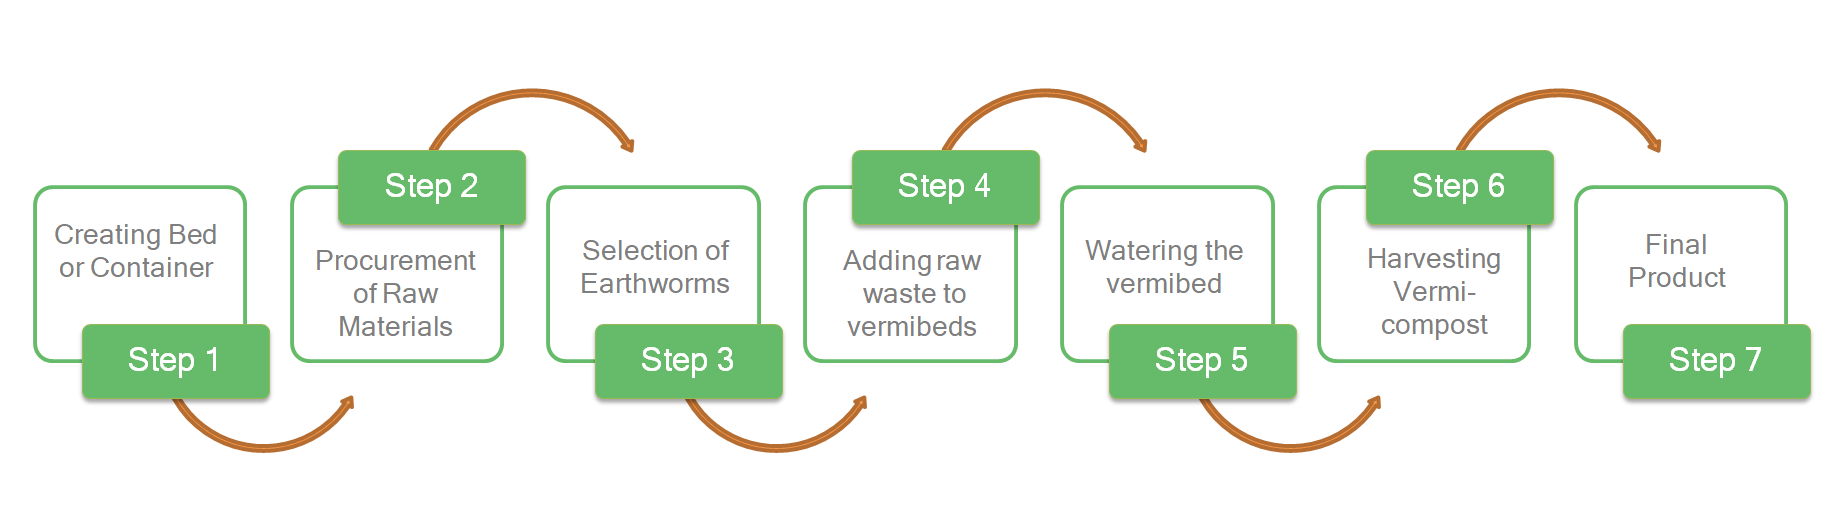 Creating Bed
or Container
Step 1
Step 2
Procurement
of Raw
Materials
Selection of
Earthworms
Step 3
Step 4
Adding raw
waste to
vermibeds
Watering the
vermibed
Step 5
Step 6
Harvesting
Vermi-
compost
Final
Product
Step 7